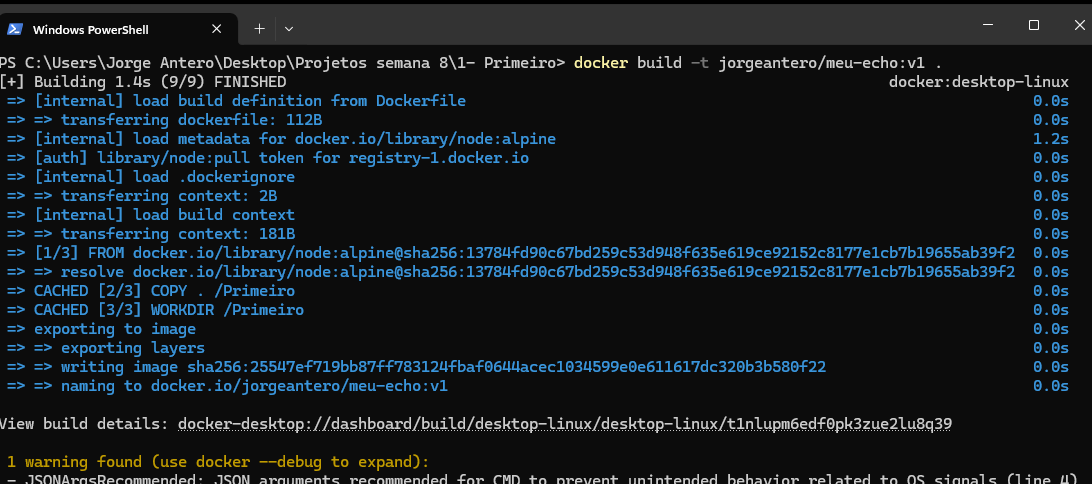 Windows PowerShell
PS C:\Users\Jorge Antero\Desktop\Projetos semana 8\1- Primeiro> docker build -t jorgeantero/meu-echo:v1 .
[+] Building 1.4s (9/9) FINISHED docker:desktop-linux
=> [internal] load build definition from Dockerfile 0.0s
=> => transferring dockerfile: 112B 0.0s
=> [internal] load metadata for docker.io/library/node:alpine 1.2s
=> [auth] library/node:pull token for registry-1.docker.io 0.0s
=> [internal] load .dockerignore 0.0s
=> => transferring context: 2B 0.0s
=> [internal] load build context 0.0s
=> => transferring context: 181B 0.0s
=> [1/3] FROM docker.io/library/node:alpine@sha256:13784fd90c67bd259c53d948f635e619ce92152c8177e1cb7b19655ab39f2 0.0s
=> => resolve docker.io/library/node:alpine@sha256:13784fd90c67bd259c53d948f635e619ce92152c8177e1cb7b19655ab39f2 0.0s
=> CACHED [2/3] COPY . /Primeiro 0.0s
=> CACHED [3/3] WORKDIR /Primeiro 0.0s
=> exporting to image 0.0s
=> => exporting layers 0.0s
=> => writing image sha256:25547ef719bb87ff783124fbaf0644acec1034599e0e611617dc320b3b580f22 0.0s
=> => naming to docker.io/jorgeantero/meu-echo:v1 0.0s
View build details: docker-desktop://dashboard/build/desktop-linux/desktop-linux/t1nlupm6edf0pk3zue2lu8q39
1 warning found (use docker --debug to expand):
- JSONArgsRecommended: JSON arguments recommended for CMD to prevent unintended behavior related to OS signals (line 4)